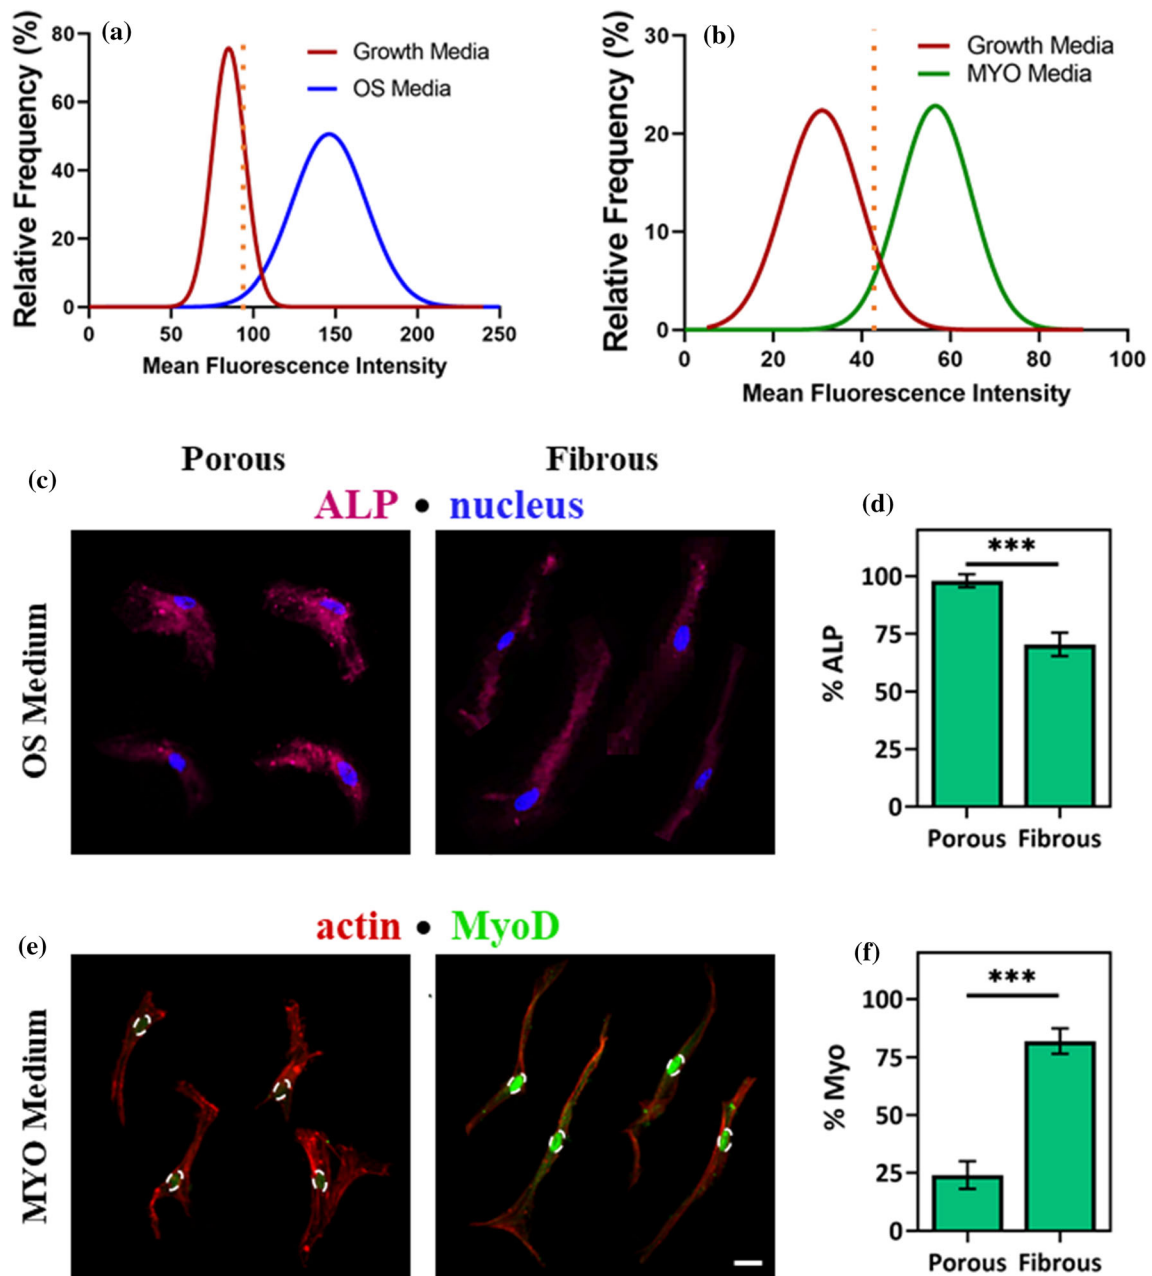 (a)
Relative Frequency (%)
80
60
40
20
0
0 50 100 150 200 250
Mean Fluorescence Intensity
Growth Media
OS Media
(b)
Relative Frequency (%)
30
20
10
0
0 20 40 60 80 100
Mean Fluorescence Intensity
Growth Media
MYO Media
(c)
Porous Fibrous
ALP • nucleus
OS Medium
(d)
% ALP
100
75
50
25
0
***
Porous Fibrous
(e)
actin • MyoD
MYO Medium
(f)
% Myo
100
75
50
25
0
***
Porous Fibrous